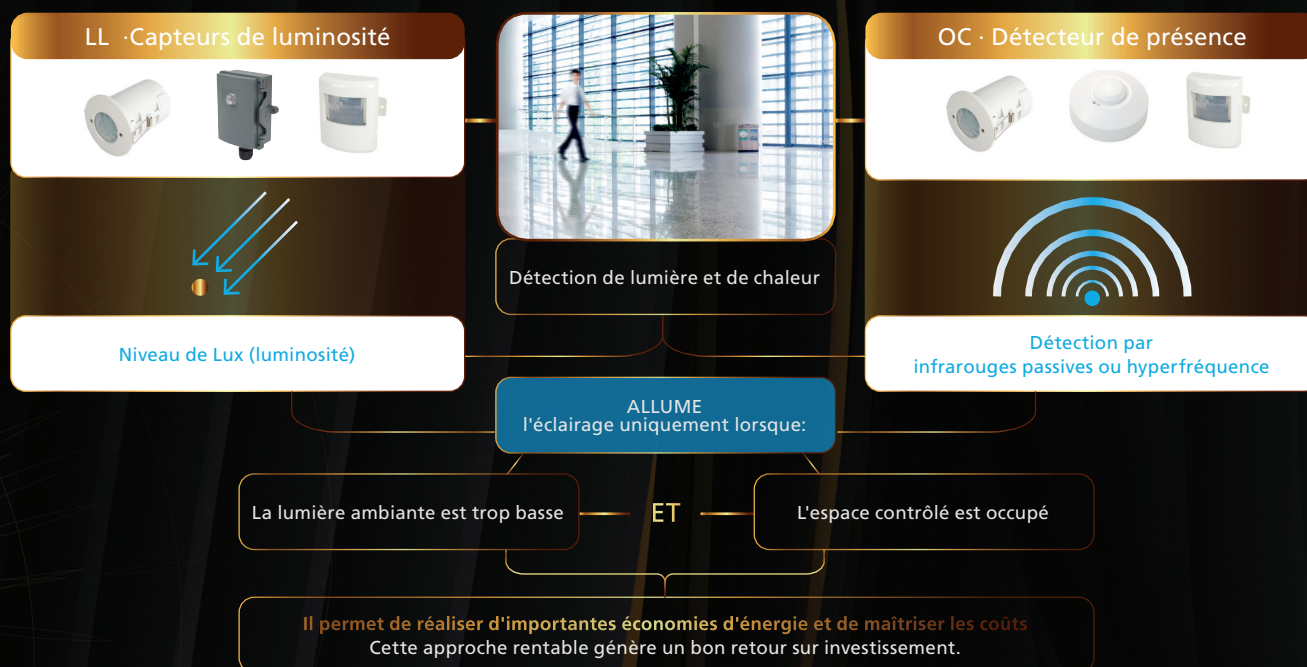 LL ·Capteurs de luminosité
OC · Détecteur de présence
Détection de lumière et de chaleur
Niveau de Lux (luminosité)
Détection par
infrarouges passives ou hyperfréquence
ALLUME
l'éclairage uniquement lorsque:
La lumière ambiante est trop basse
ET
L'espace contrôlé est occupé
Il permet de réaliser d'importantes économies d'énergie et de maîtriser les coûts
Cette approche rentable génère un bon retour sur investissement.